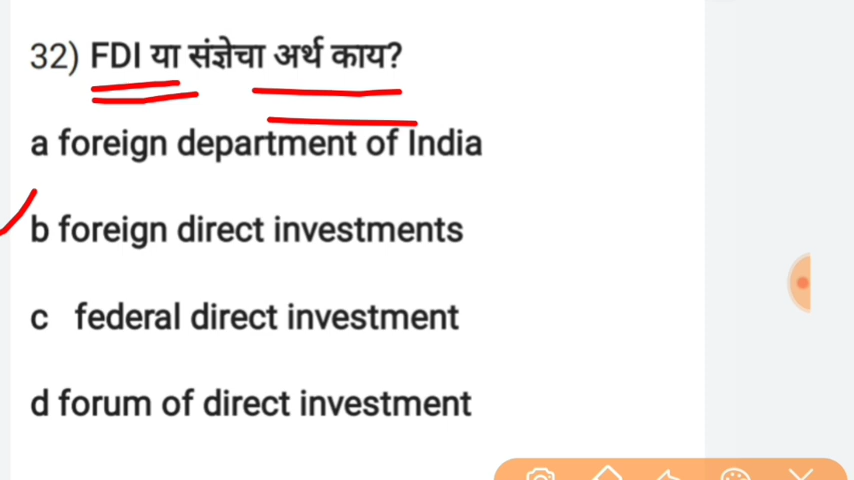 32) FDI या संज्ञेचा अर्थ काय?
a foreign department of India
b foreign direct investments
c federal direct investment
d forum of direct investment